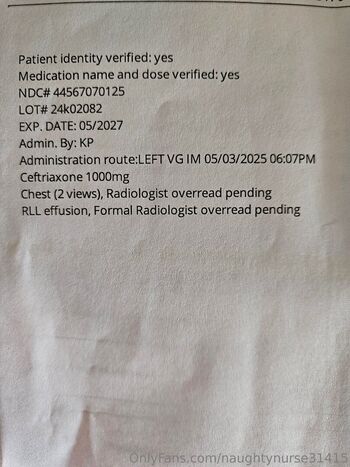 Patient identity verified: yes
Medication name and dose verified: yes
NDC# 44567070125
LOT# 24k02082
EXP. DATE: 05/2027
Admin. By: KP
Administration route:LEFT VG IM 05/03/2025 06:07PM
Ceftriaxone 1000mg
Chest (2 views), Radiologist overread pending
RLL effusion, Formal Radiologist overread pending
OnlyFans.com/naughtynurse31415